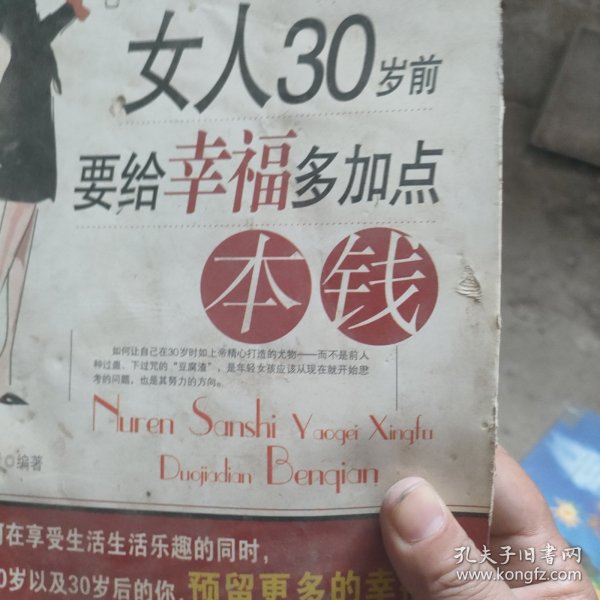 女人30岁前
要给幸福多加点
本钱
如何让自己在30岁时如上帝精心打造的尤物——而不是前人
种过蛊、下过咒的“豆腐渣”，是年轻女孩应该从现在就开始思
考的问题，也是其努力的方向。
Nuren Sanshi Yaogei Xingfu
Duojiadian Benqian
◎编著
在享受生活生活乐趣的同时，
0岁以及30岁后的你，预留更多的幸
孔夫子旧书网
www.kongfz.com